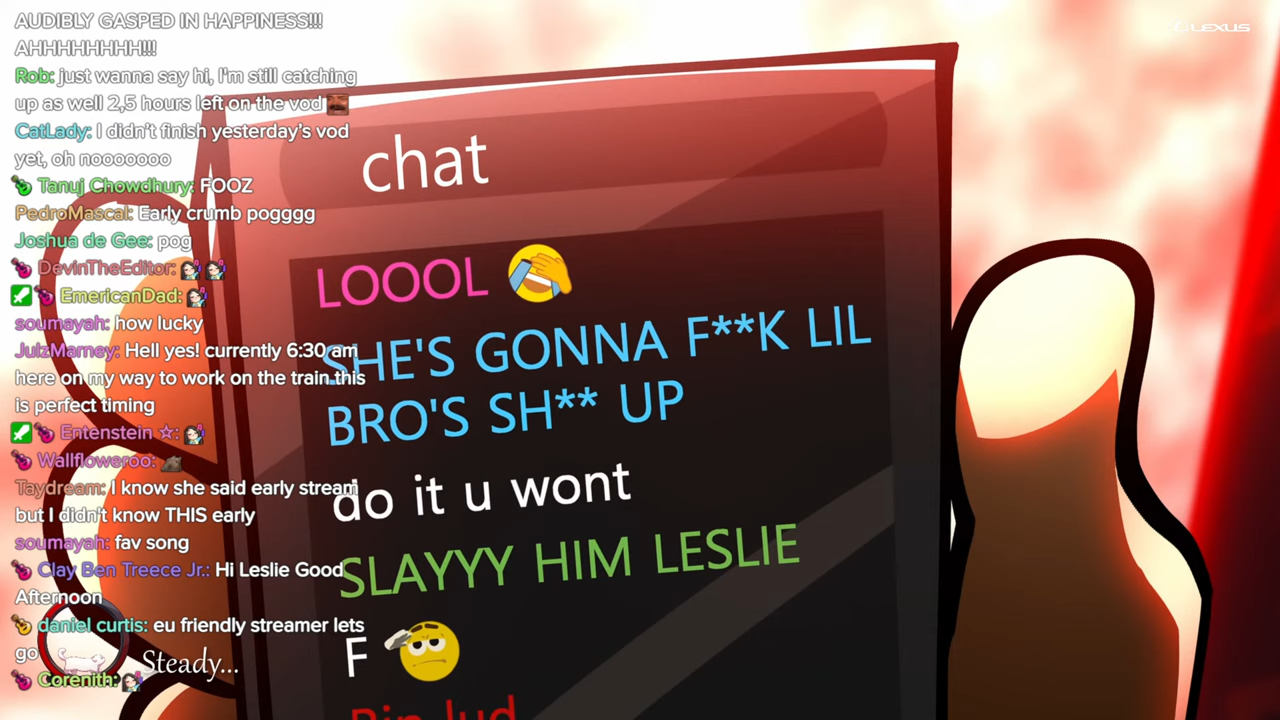 AUDIBLY GASPED IN HAPPINESS!!!
AHHHHHHHH!!!
Rob: just wanna say hi, I'm still catching
up as well 2,5 hours left on the vod
CatLady: I didn't finish yesterday's vod
yet, oh nooooooo
Tanuj Chowdhury: FOOZ
PedroMascal: Early crumb pogggg
Joshua de Gee: pog
DevinTheEditor:
EmericanDad:
soumayah: how lucky
JulzMarney: Hell yes! currently 6:30 am
here on my way to work on the train.this
is perfect timing
Entenstein ☆:
Wallfloweroo:
Taydream: I know she said early stream
but I didn't know THIS early
soumayah: fav song
Clay Ben Treece Jr.: Hi Leslie Good
Afternoon
daniel curtis: eu friendly streamer lets
go
Corenith:
Steady...
LEXUS
chat
LOOOL
SHE'S GONNA F**K LIL
BRO'S SH** UP
do it u wont
SLAYYY HIM LESLIE
F